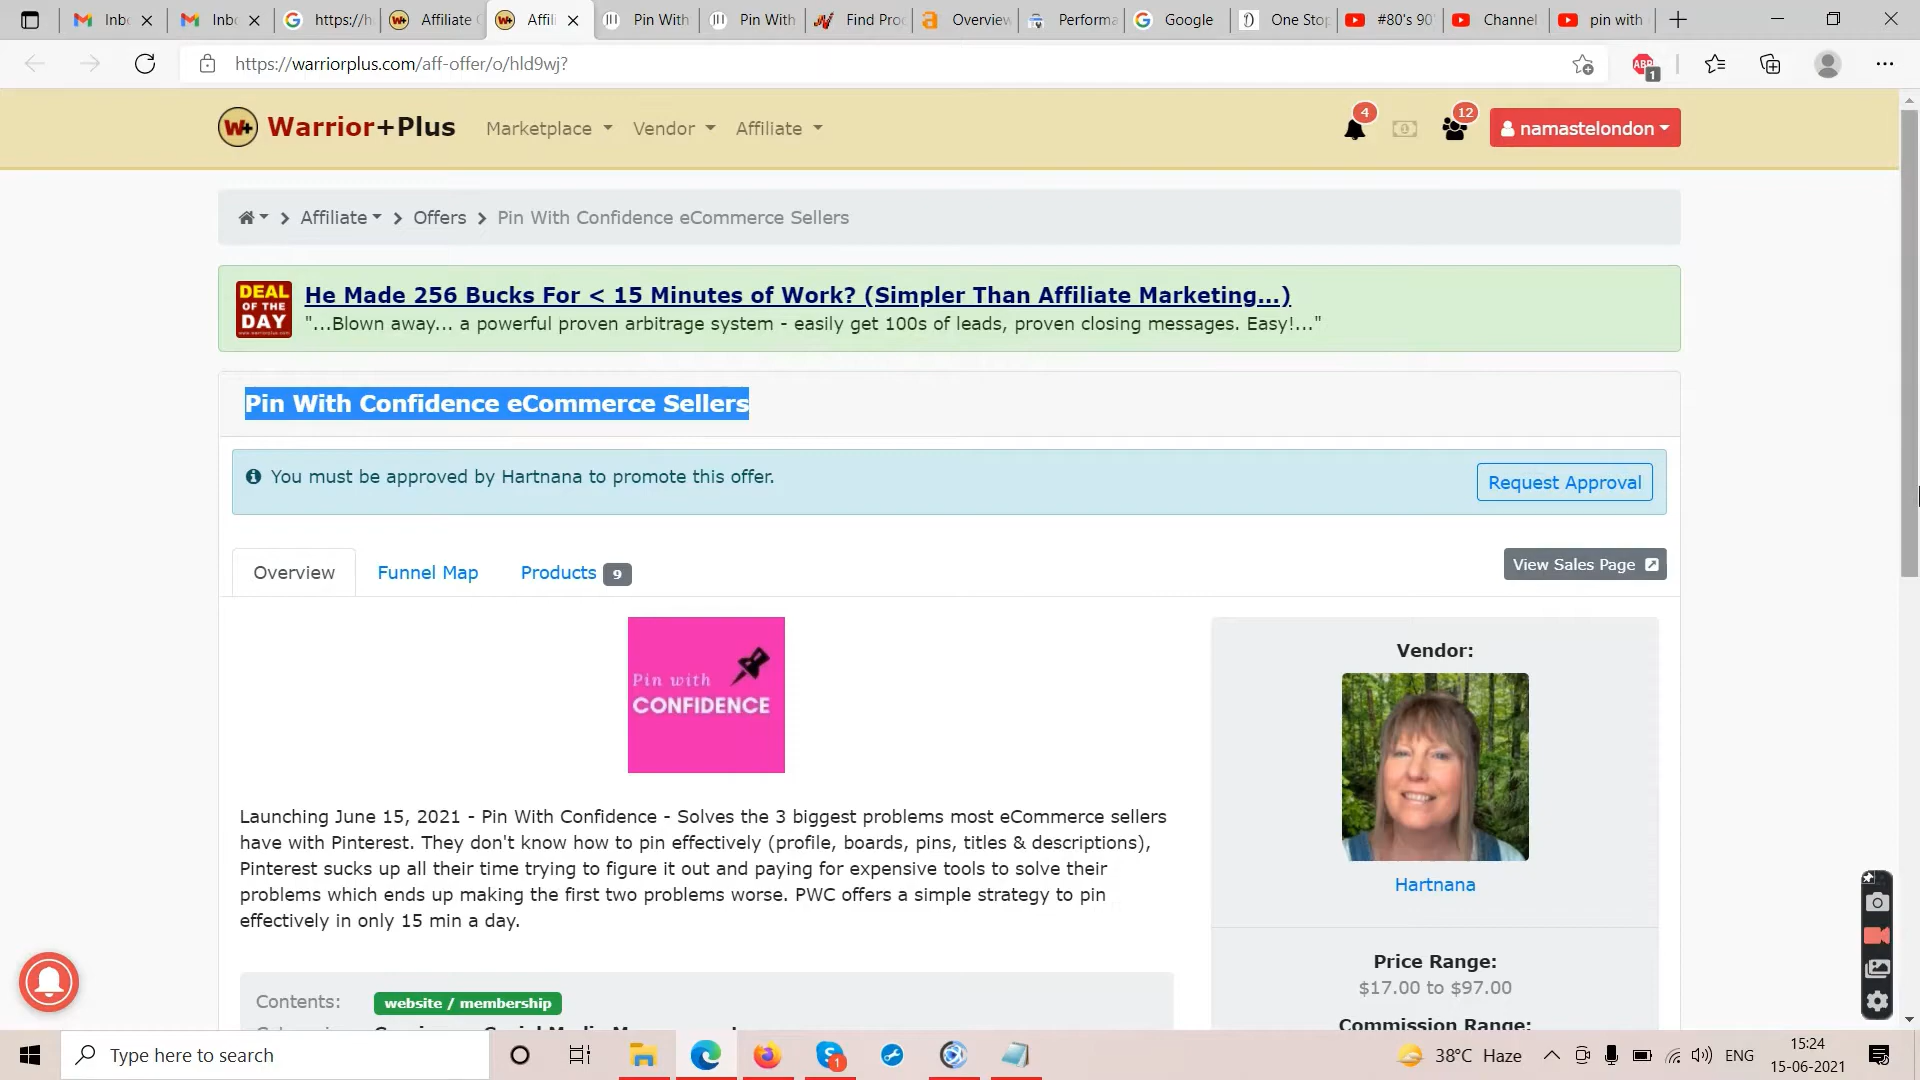 Inbo
Inbo
https://h
Affiliate
Affili
Pin With
Pin With
Find Pro
Overview
Performa
Google
One Stop
#80's 90'
Channel
pin with
https://warriorplus.com/aff-offer/o/hld9wj?
ABP
1
W+ Warrior+Plus
Marketplace
Vendor
Affiliate
4
12
namastelondon
Affiliate
Offers
Pin With Confidence eCommerce Sellers
DEAL
OF THE
DAY
He Made 256 Bucks For < 15 Minutes of Work? (Simpler Than Affiliate Marketing...)
"...Blown away... a powerful proven arbitrage system - easily get 100s of leads, proven closing messages. Easy!..."
Pin With Confidence eCommerce Sellers
You must be approved by Hartnana to promote this offer.
Request Approval
Overview
Funnel Map
Products 9
View Sales Page
Pin with
CONFIDENCE
Vendor:
Hartnana
Launching June 15, 2021 - Pin With Confidence - Solves the 3 biggest problems most eCommerce sellers
have with Pinterest. They don't know how to pin effectively (profile, boards, pins, titles & descriptions),
Pinterest sucks up all their time trying to figure it out and paying for expensive tools to solve their
problems which ends up making the first two problems worse. PWC offers a simple strategy to pin
effectively in only 15 min a day.
Price Range:
$17.00 to $97.00
Commission Range:
Contents:
website / membership
Type here to search
1
38°C Haze
ENG
15:24
15-06-2021